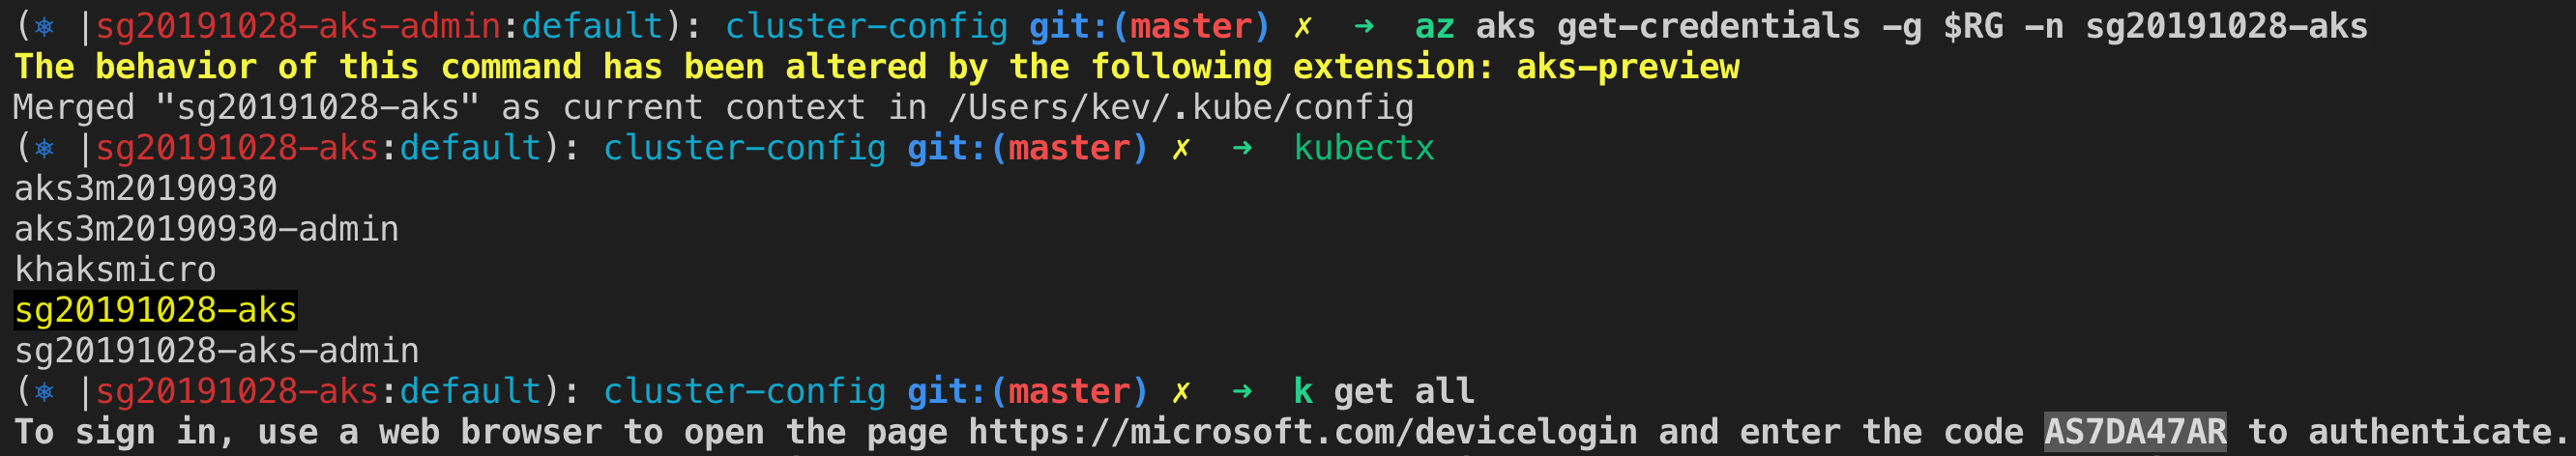 (⎈ |sg20191028-aks-admin:default): cluster-config git:(master) ✗ ➜ az aks get-credentials -g $RG -n sg20191028-aks
The behavior of this command has been altered by the following extension: aks-preview
Merged "sg20191028-aks" as current context in /Users/kev/.kube/config
(⎈ |sg20191028-aks:default): cluster-config git:(master) ✗ ➜ kubectx
aks3m20190930
aks3m20190930-admin
khaksmicro
sg20191028-aks
sg20191028-aks-admin
(⎈ |sg20191028-aks:default): cluster-config git:(master) ✗ ➜ k get all
To sign in, use a web browser to open the page https://microsoft.com/devicelogin and enter the code AS7DA47AR to authenticate.